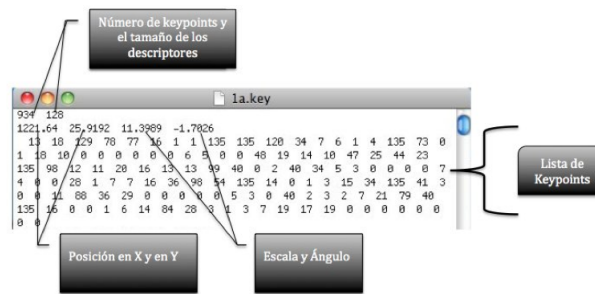 Número de keypoints y
el tamaño de los
descriptores
1a.key
934 128
1221.64 25.9192 11.3989 -1.7026
13 18 129 78 77 16 1 1 135 135 120 34 7 6 1 4 135 73 0
1 18 10 0 0 0 0 0 0 6 5 0 0 48 19 14 10 47 25 44 23
135 98 12 11 20 16 13 13 99 40 0 2 40 34 5 3 0 0 0 0 7
4 0 0 28 1 7 7 16 36 98 54 135 14 0 1 3 15 34 135 41 3
0 0 11 88 36 29 0 0 0 0 0 5 3 0 40 2 3 2 7 21 79 40
135 16 0 0 1 6 14 84 28 3 1 3 7 19 17 19 0 0 0 0 0 0
0 0
Lista de
Keypoints
Posición en X y en Y
Escala y Ángulo